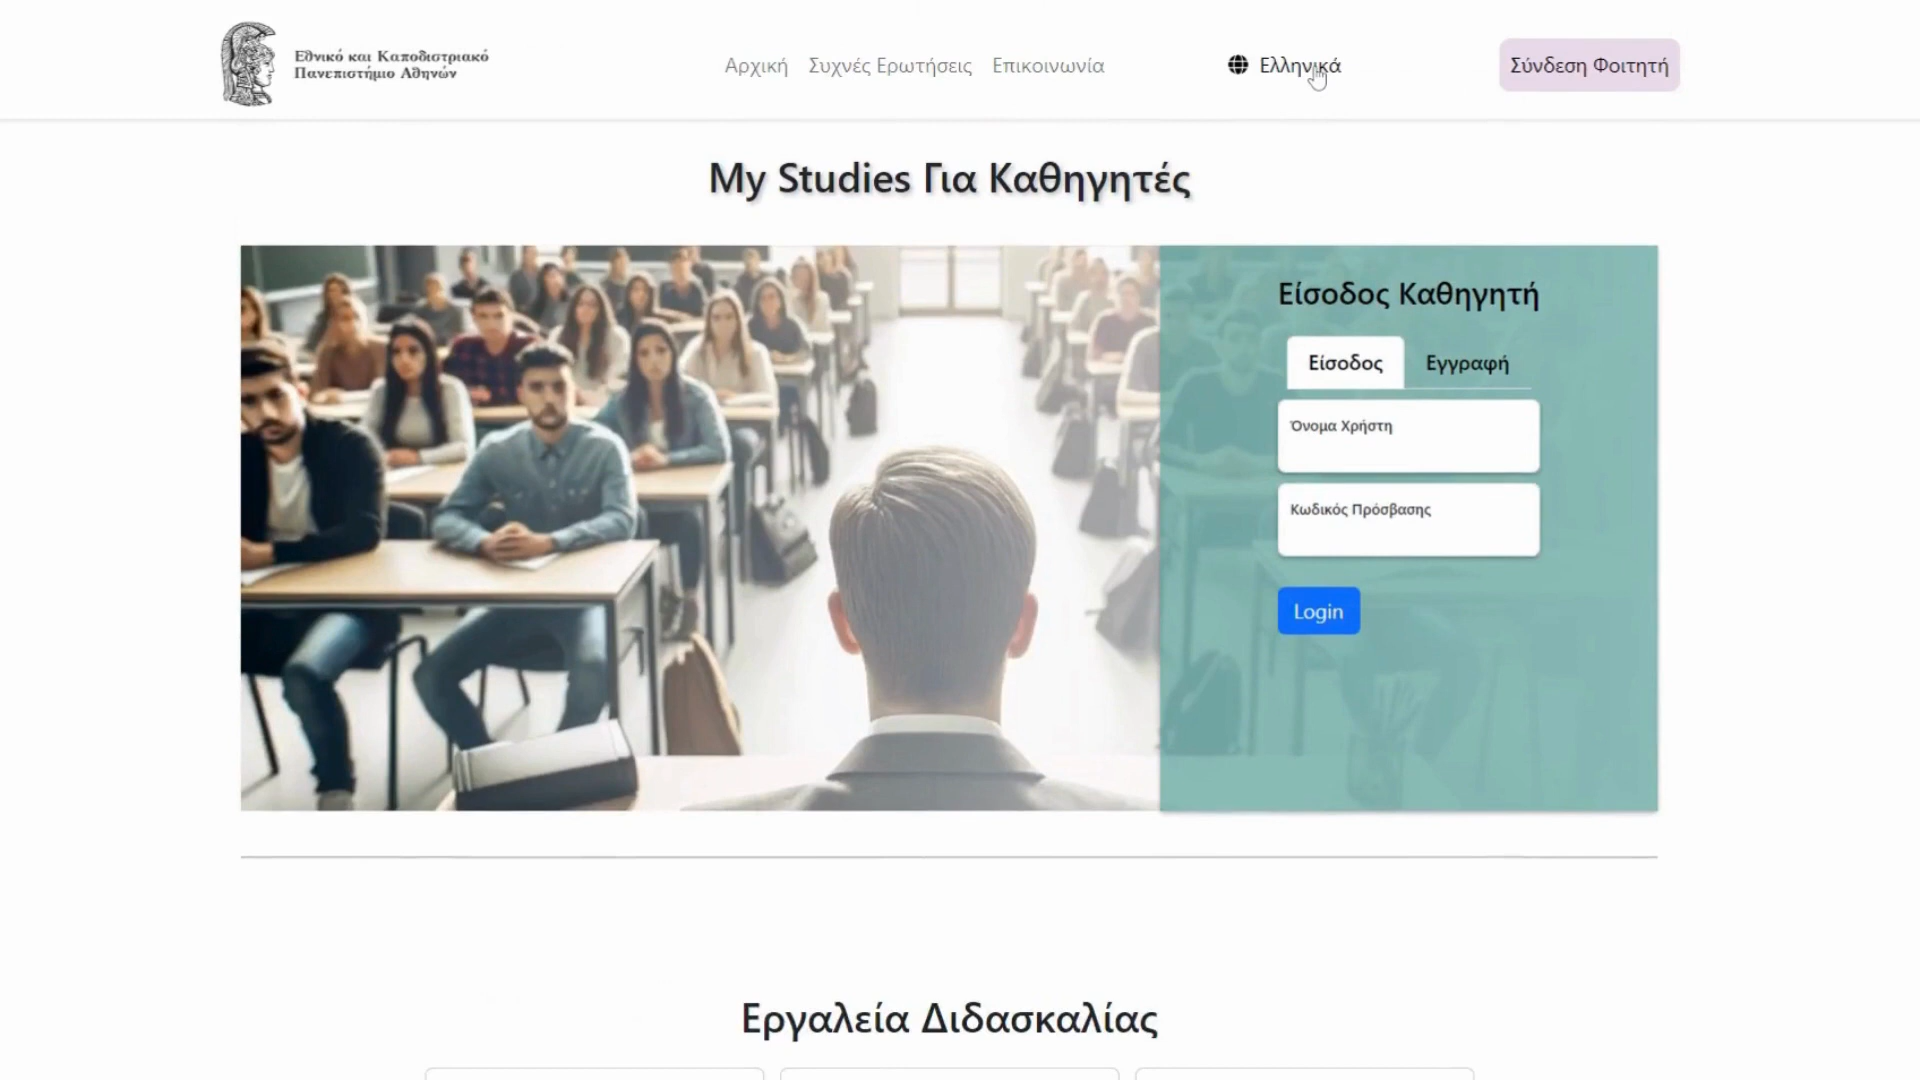 Εθνικό και Καποδιστριακό
Πανεπιστήμιο Αθηνών
Αρχική
Συχνές Ερωτήσεις
Επικοινωνία
Ελληνικά
Σύνδεση Φοιτητή
My Studies Για Καθηγητές
Είσοδος Καθηγητή
Είσοδος
Εγγραφή
Όνομα Χρήστη
Κωδικός Πρόσβασης
Login
Εργαλεία Διδασκαλίας